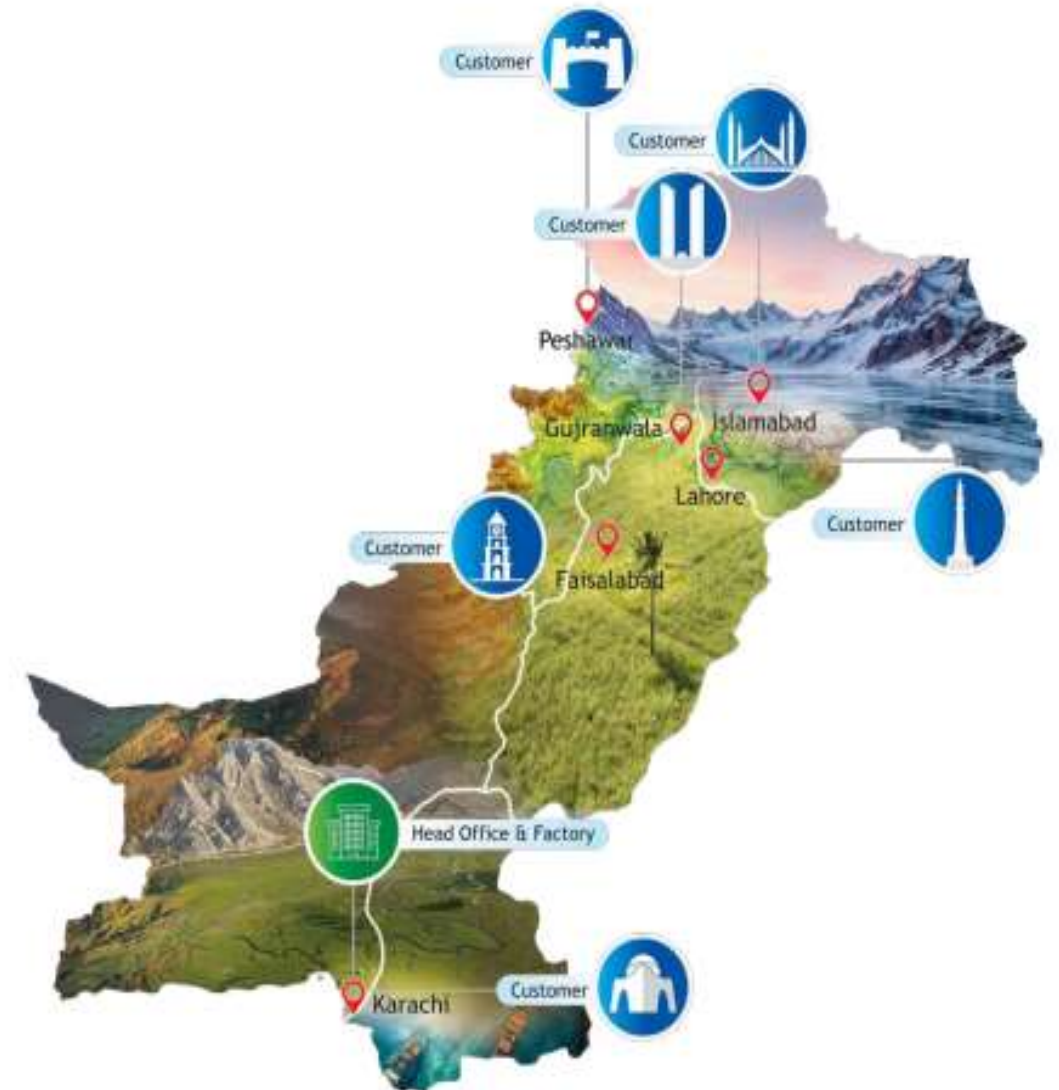 Customer
Customer
Customer
Peshawar
Islamabad
Gujranwala
Lahore
Customer
Customer
Faisalabad
Head Office & Factory
Customer
Karachi